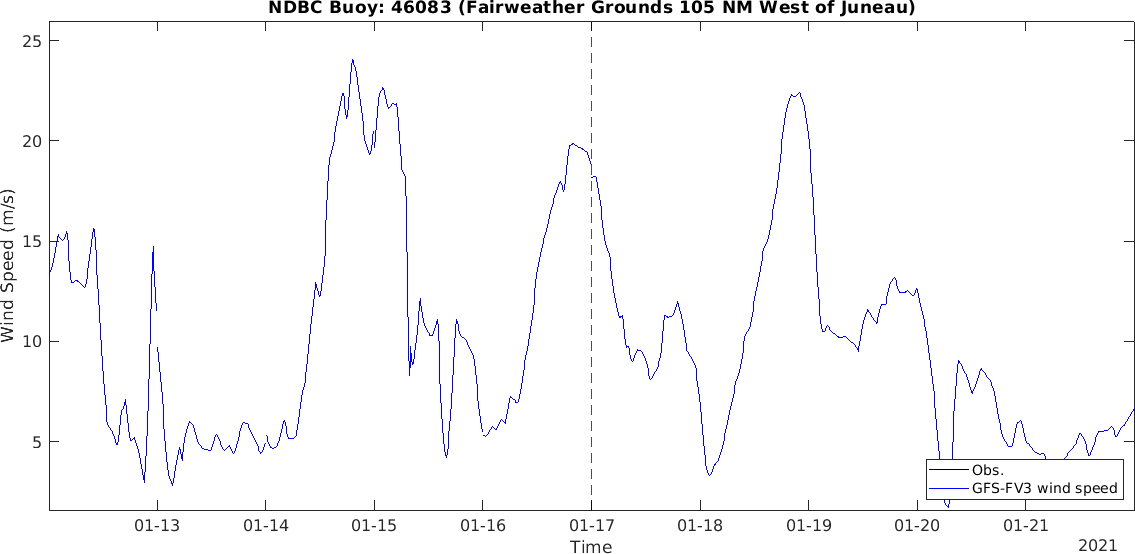 NDBC Buoy: 46083 (Fairweather Grounds 105 NM West of Juneau)
25
20
15
10
5
Wind Speed (m/s)
Obs.
GFS-FV3 wind speed
01-13 01-14 01-15 01-16 01-17 01-18 01-19 01-20 01-21
Time
2021